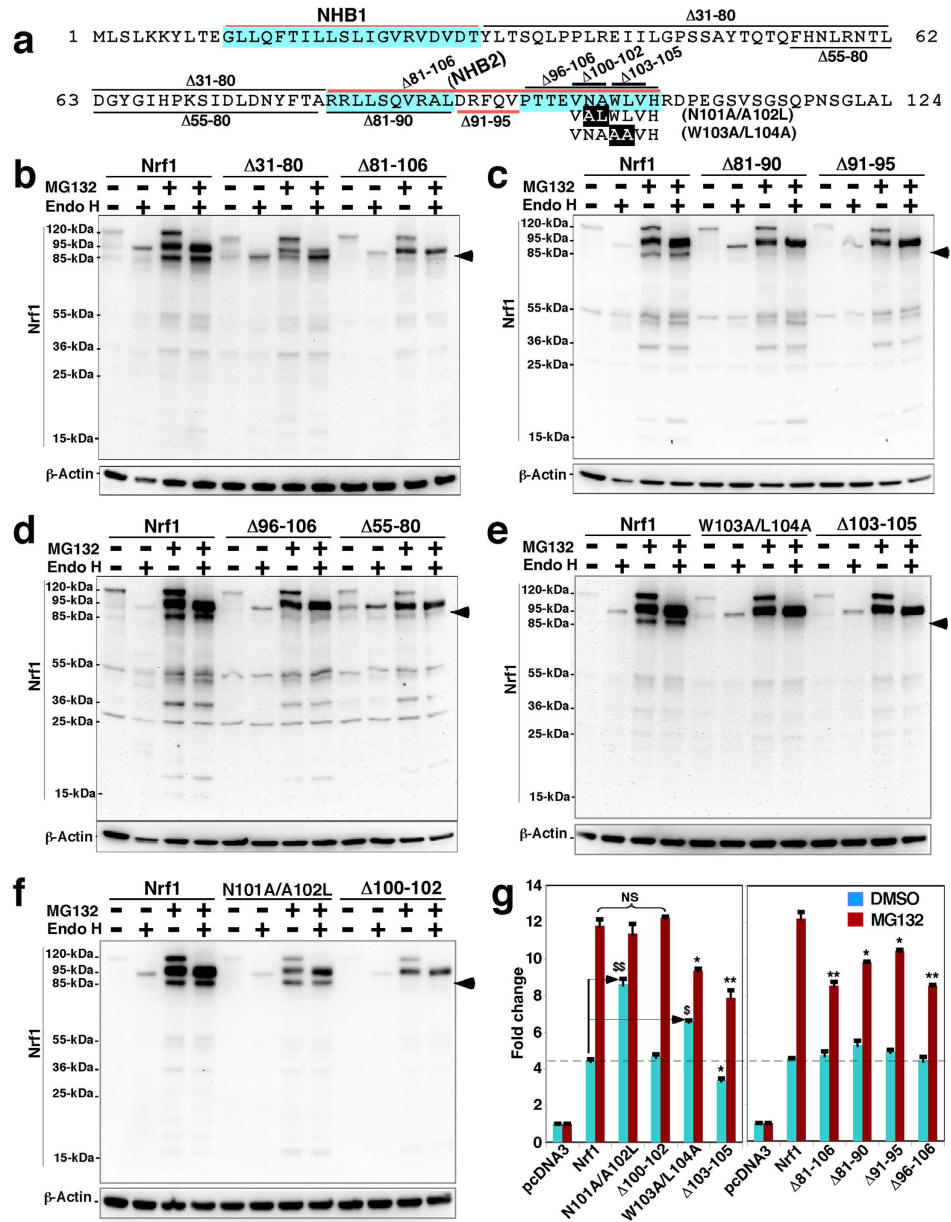 a
NHB1
Δ31-80
1 MLSLKKYLTEGLLQFTILLSLIGVRVDVDTYLTSQLPPLREIILGPSSAYTQTQFHNLRNTL 62
Δ55-80
Δ31-80
Δ81-106
(NHB2)
Δ96-106
Δ100-102
Δ103-105
63 DGYGIHPKSIDLDNYFTARRLLSQVRALDRFQVPTTEVNAWLVHRDPEGSVSGSQPNSGLAL 124
Δ55-80
Δ81-90
Δ91-95
VALWLVH (N101A/A102L)
VNAAAVH (W103A/L104A)
b
Nrf1 Δ31-80 Δ81-106
MG132 - - + + - - + + - - + +
Endo H - + - + - + - + - + - +
120-kDa
95-kDa
85-kDa
55-kDa
36-kDa
25-kDa
15-kDa
Nrf1
β-Actin
c
Nrf1 Δ81-90 Δ91-95
MG132 - - + + - - + + - - + +
Endo H - + - + - + - + - + - +
120-kDa
95-kDa
85-kDa
55-kDa
36-kDa
25-kDa
15-kDa
Nrf1
β-Actin
d
Nrf1 Δ96-106 Δ55-80
MG132 - - + + - - + + - - + +
Endo H - + - + - + - + - + - +
120-kDa
95-kDa
85-kDa
55-kDa
36-kDa
25-kDa
15-kDa
Nrf1
β-Actin
e
Nrf1 W103A/L104A Δ103-105
MG132 - - + + - - + + - - + +
Endo H - + - + - + - + - + - +
120-kDa
95-kDa
85-kDa
55-kDa
36-kDa
25-kDa
15-kDa
Nrf1
β-Actin
f
Nrf1 N101A/A102L Δ100-102
MG132 - - + + - - + + - - + +
Endo H - + - + - + - + - + - +
120-kDa
95-kDa
85-kDa
55-kDa
36-kDa
25-kDa
15-kDa
Nrf1
β-Actin
g
Fold change
14
12
10
8
6
4
2
0
NS
$$
$
*
**
*
DMSO
MG132
**
*
*
**
pcDNA3
Nrf1
N101A/A102L
Δ100-102
W103A/L104A
Δ103-105
pcDNA3
Nrf1
Δ81-106
Δ81-90
Δ91-95
Δ96-106